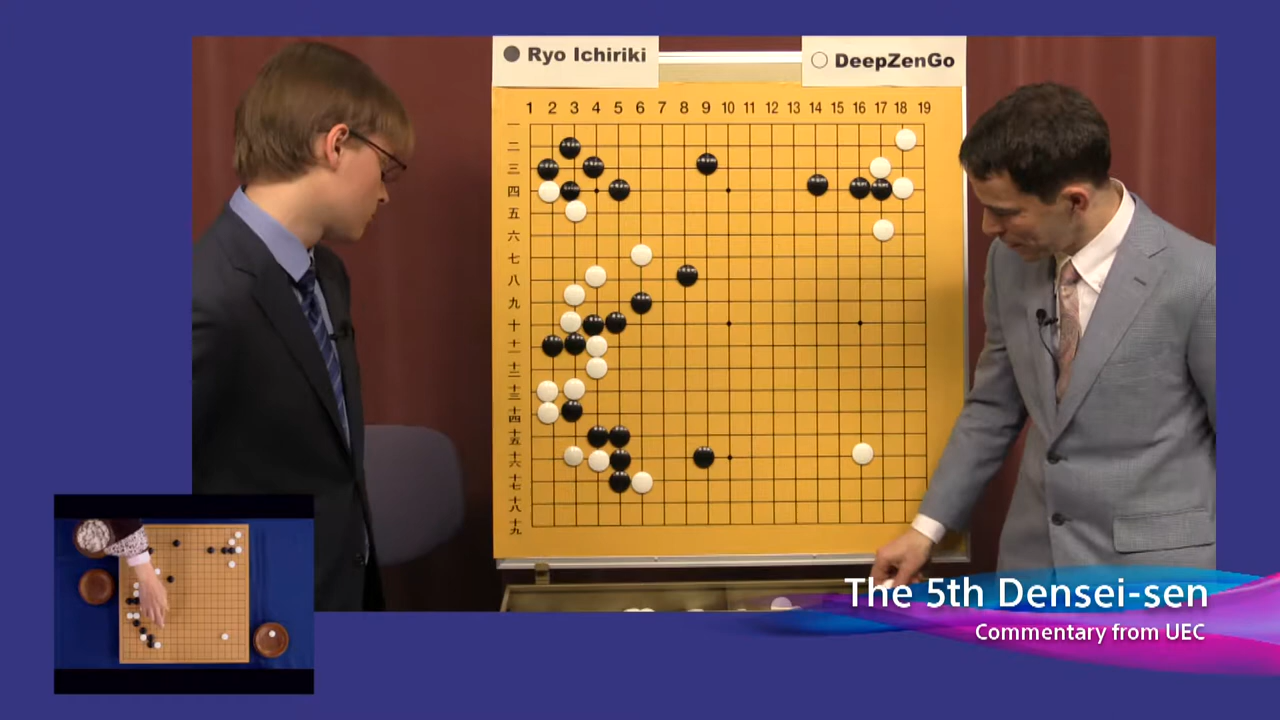 Ryo Ichiriki
DeepZenGo
1 2 3 4 5 6 7 8 9 10 11 12 13 14 15 16 17 18 19
一
二
三
四
五
六
七
八
九
十
十一
十二
十三
十四
十五
十六
十七
十八
十九
The 5th Densei-sen
Commentary from UEC